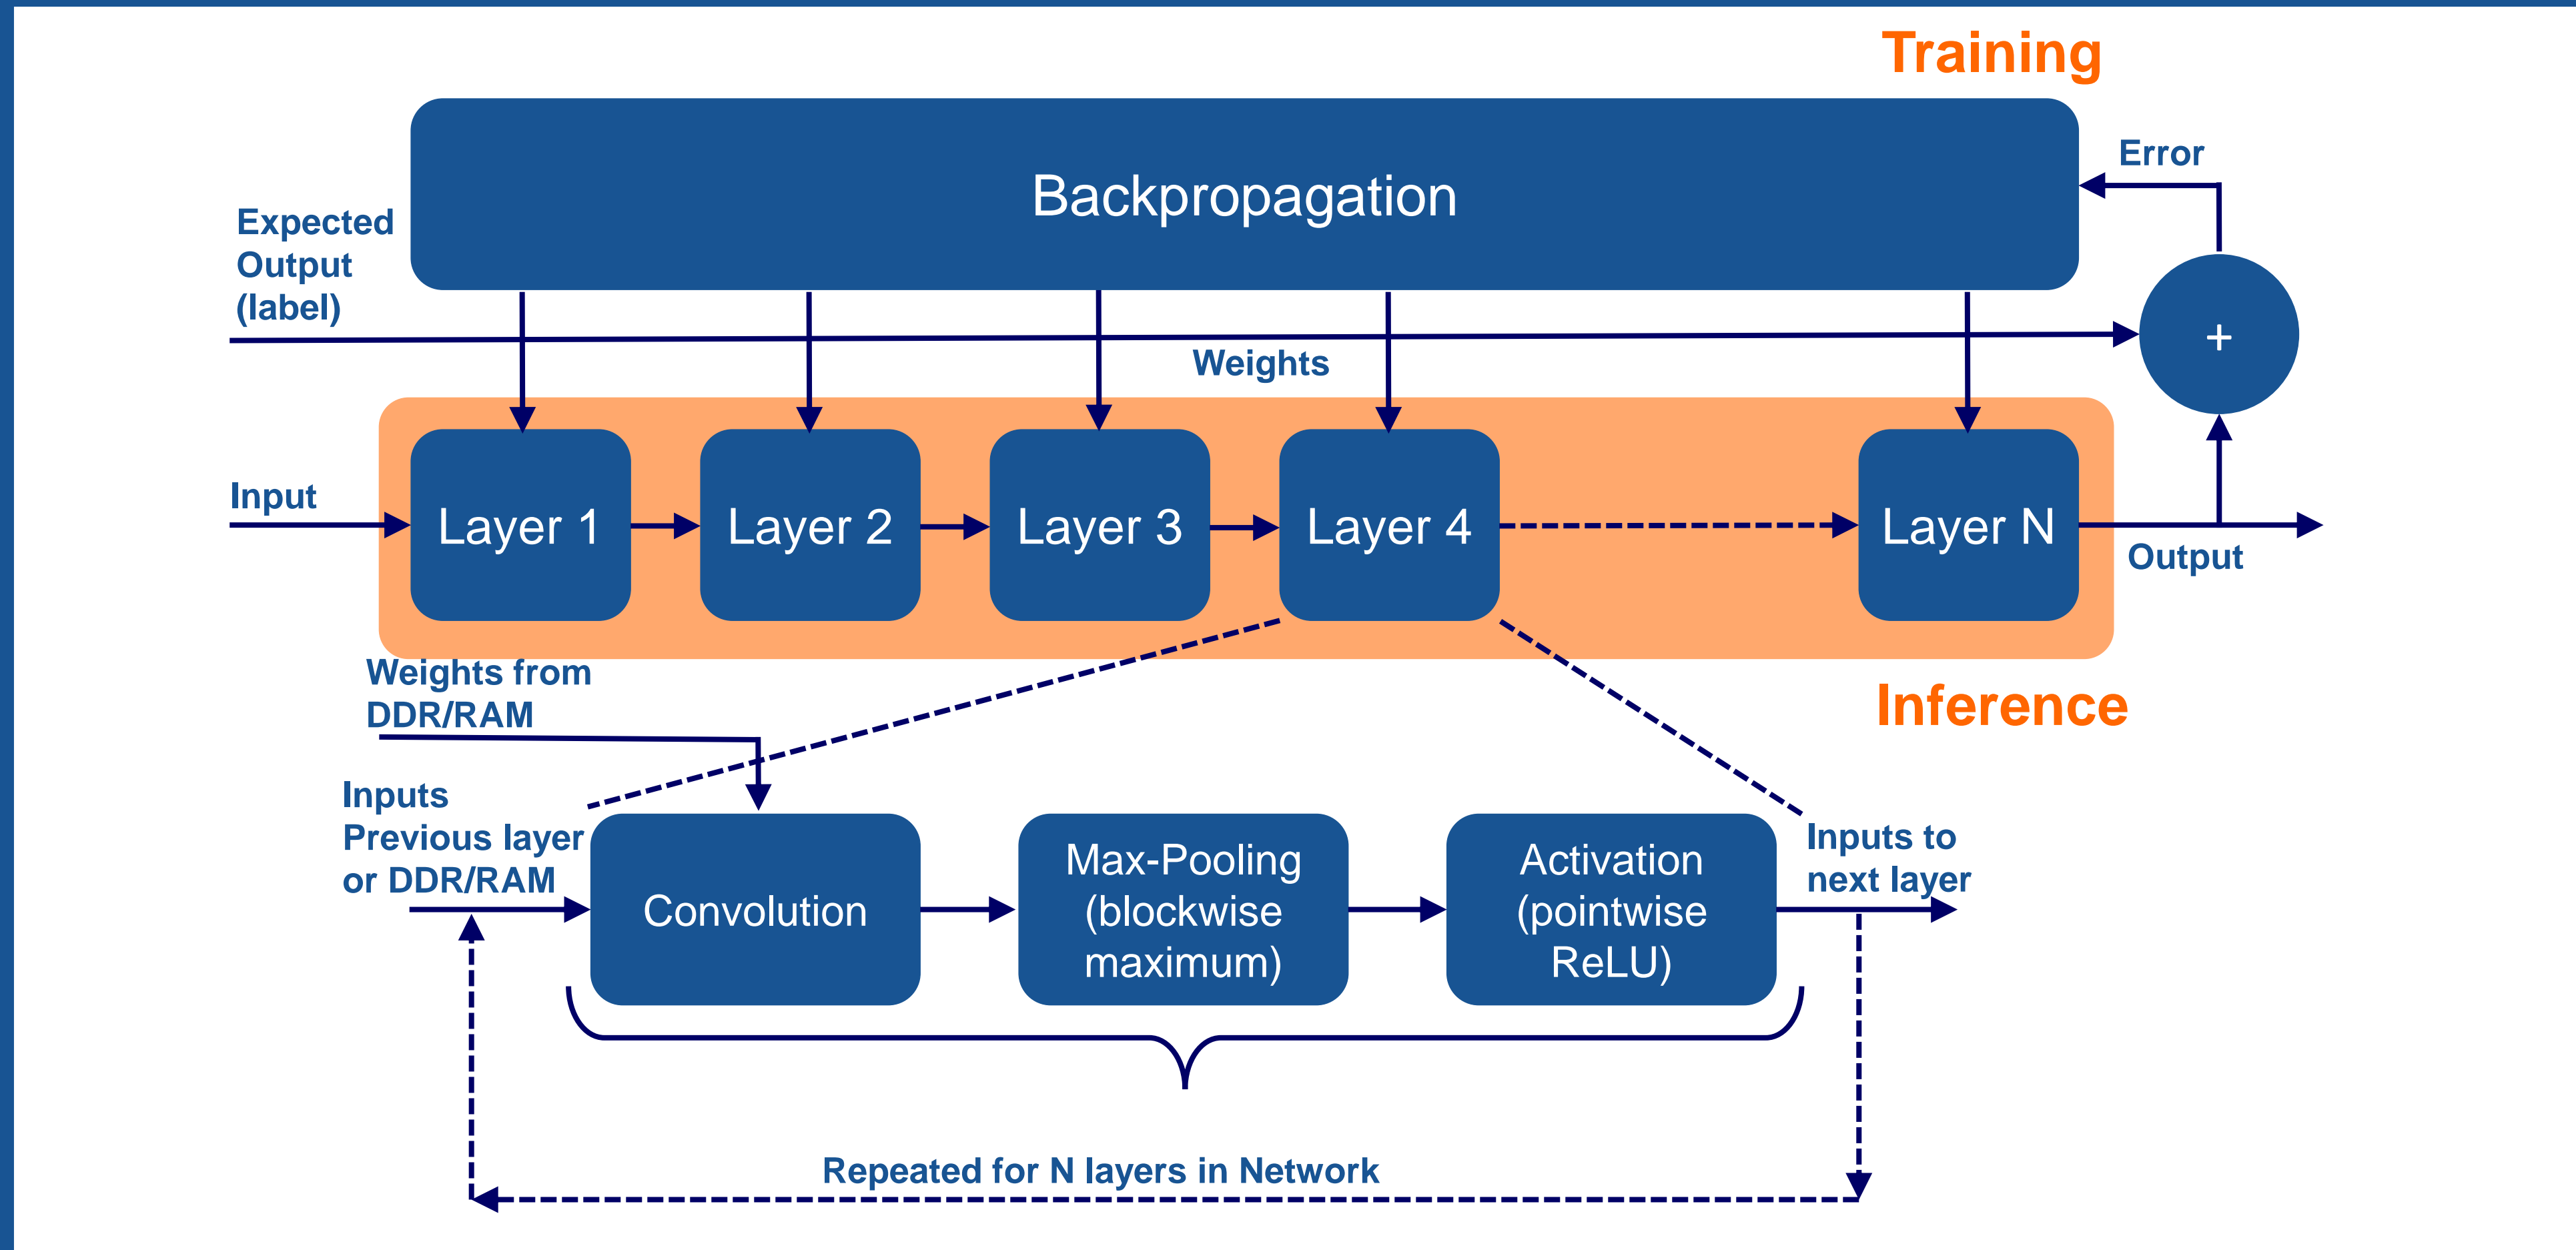 Training
Backpropagation
Error
Expected
Output
(label)
+
Weights
Input
Layer 1
Layer 2
Layer 3
Layer 4
Layer N
Output
Weights from
DDR/RAM
Inference
Inputs
Previous layer
or DDR/RAM
Convolution
Max-Pooling
(blockwise
maximum)
Activation
(pointwise
ReLU)
Inputs to
next layer
Repeated for N layers in Network